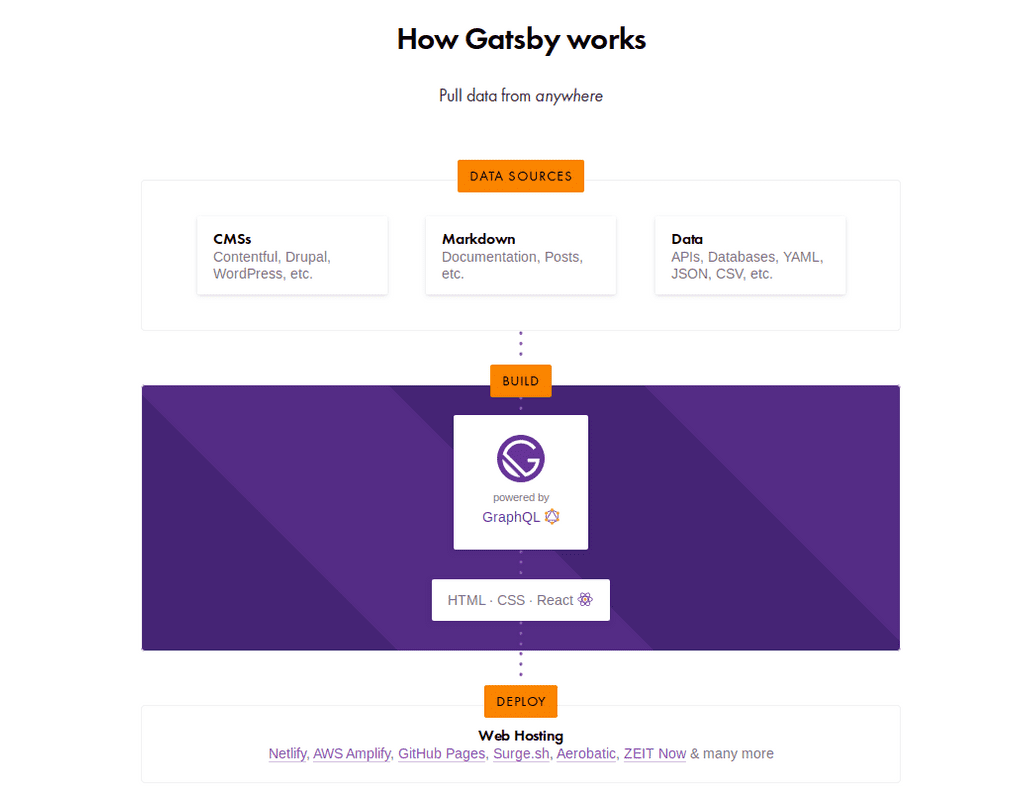 How Gatsby works
Pull data from anywhere
DATA SOURCES
CMSs
Contentful, Drupal,
WordPress, etc.
Markdown
Documentation, Posts,
etc.
Data
APIs, Databases, YAML,
JSON, CSV, etc.
BUILD
powered by
GraphQL
HTML · CSS · React
DEPLOY
Web Hosting
Netlify, AWS Amplify, GitHub Pages, Surge.sh, Aerobatic, ZEIT Now & many more